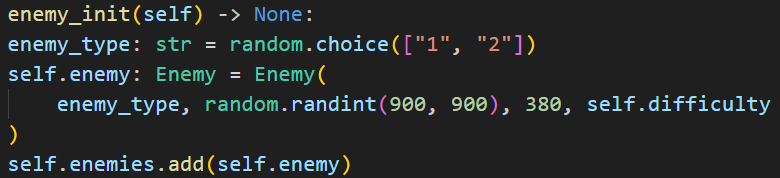 enemy_init(self) -> None:
enemy_type: str = random.choice(["1", "2"])
self.enemy: Enemy = Enemy(
    enemy_type, random.randint(900, 900), 380, self.difficulty
)
self.enemies.add(self.enemy)